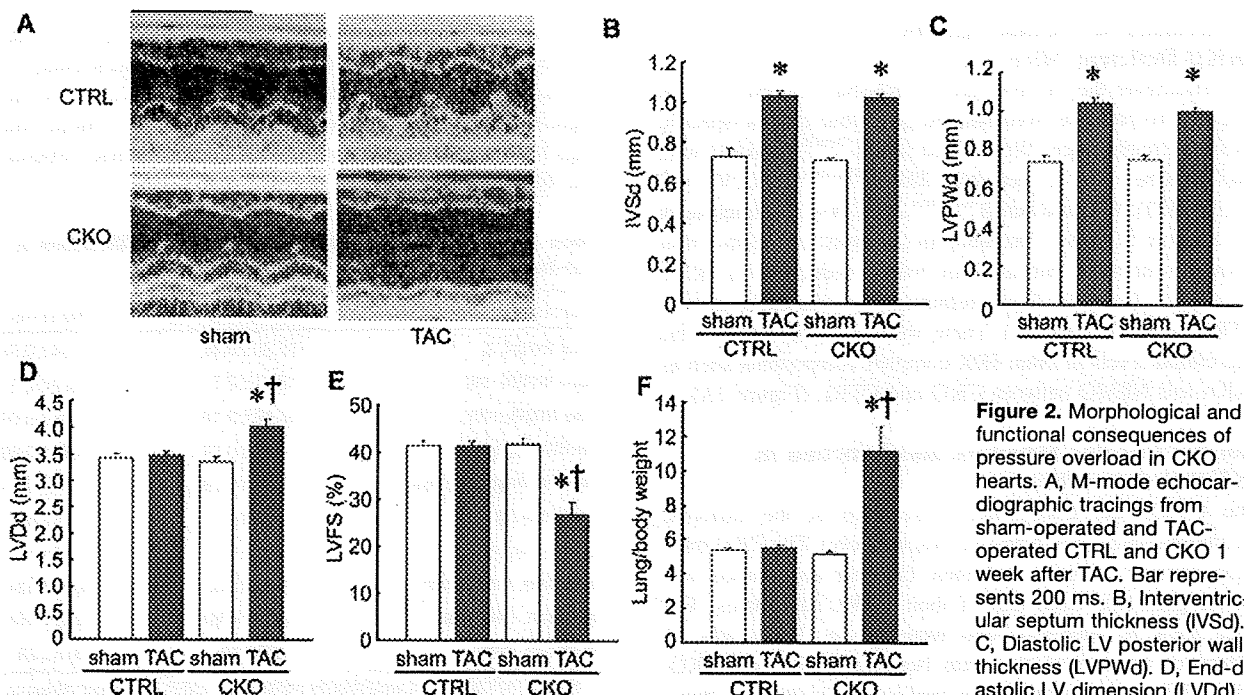 A
CTRL
CKO
sham
TAC
B
IVSd (mm)
1.2
1.0
0.8
0.6
0.4
0.2
0
* *
sham TAC sham TAC
CTRL CKO
C
LVPWd (mm)
1.2
1.0
0.8
0.6
0.4
0.2
0
* *
sham TAC sham TAC
CTRL CKO
D
LVDd (mm)
4.5
4.0
3.5
3.0
2.5
2.0
1.5
1.0
0.5
0.0
*†
sham TAC sham TAC
CTRL CKO
E
LVFS (%)
50
40
30
20
10
0
*†
sham TAC sham TAC
CTRL CKO
F
Lung/body weight
14
12
10
8
6
4
2
0
*†
sham TAC sham TAC
CTRL CKO
Figure 2. Morphological and
functional consequences of
pressure overload in CKO
hearts. A, M-mode echocar-
diographic tracings from
sham-operated and TAC-
operated CTRL and CKO 1
week after TAC. Bar repre-
sents 200 ms. B, Interventric-
ular septum thickness (IVSd).
C, Diastolic LV posterior wall
thickness (LVPWd). D, End-di-
astolic LV dimension (LVDd).